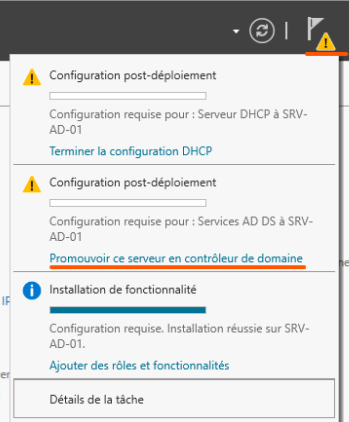 Configuration post-déploiement
Configuration requise pour : Serveur DHCP à SRV-
AD-01
Terminer la configuration DHCP
Configuration post-déploiement
Configuration requise pour : Services AD DS à SRV-
AD-01
Promouvoir ce serveur en contrôleur de domaine
Installation de fonctionnalité
Configuration requise. Installation réussie sur SRV-
AD-01.
Ajouter des rôles et fonctionnalités
Détails de la tâche